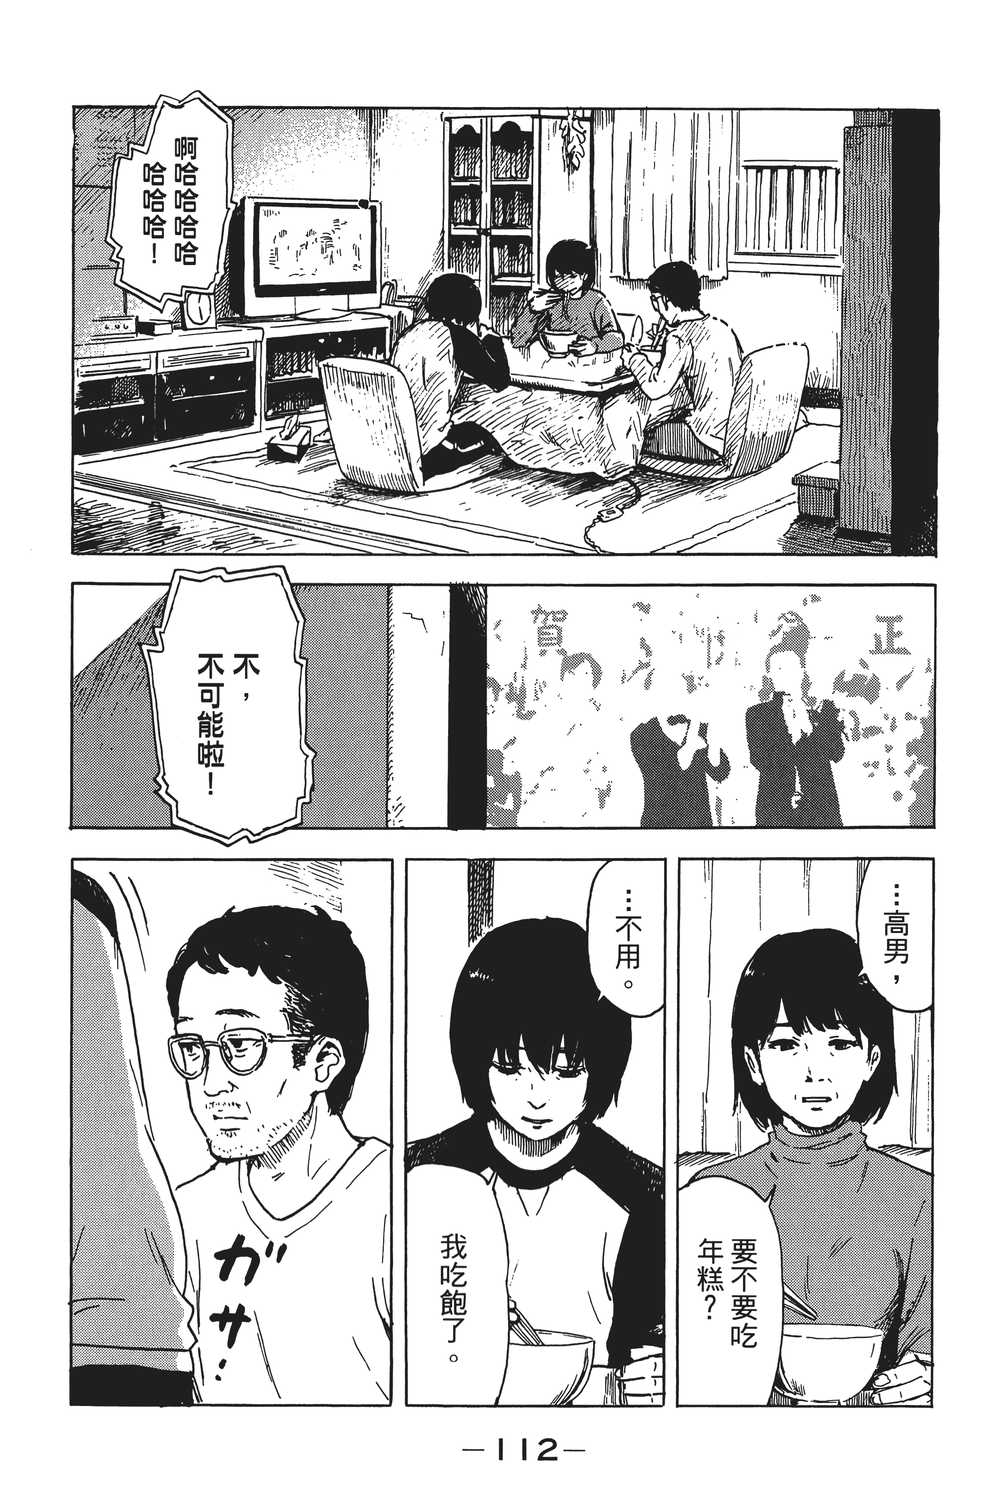 啊哈哈哈哈
哈哈哈！
賀
正
不，
不可能啦！
…高男，
要不要吃
年糕？
…不用。
我吃飽了。
ガサ・
－112－